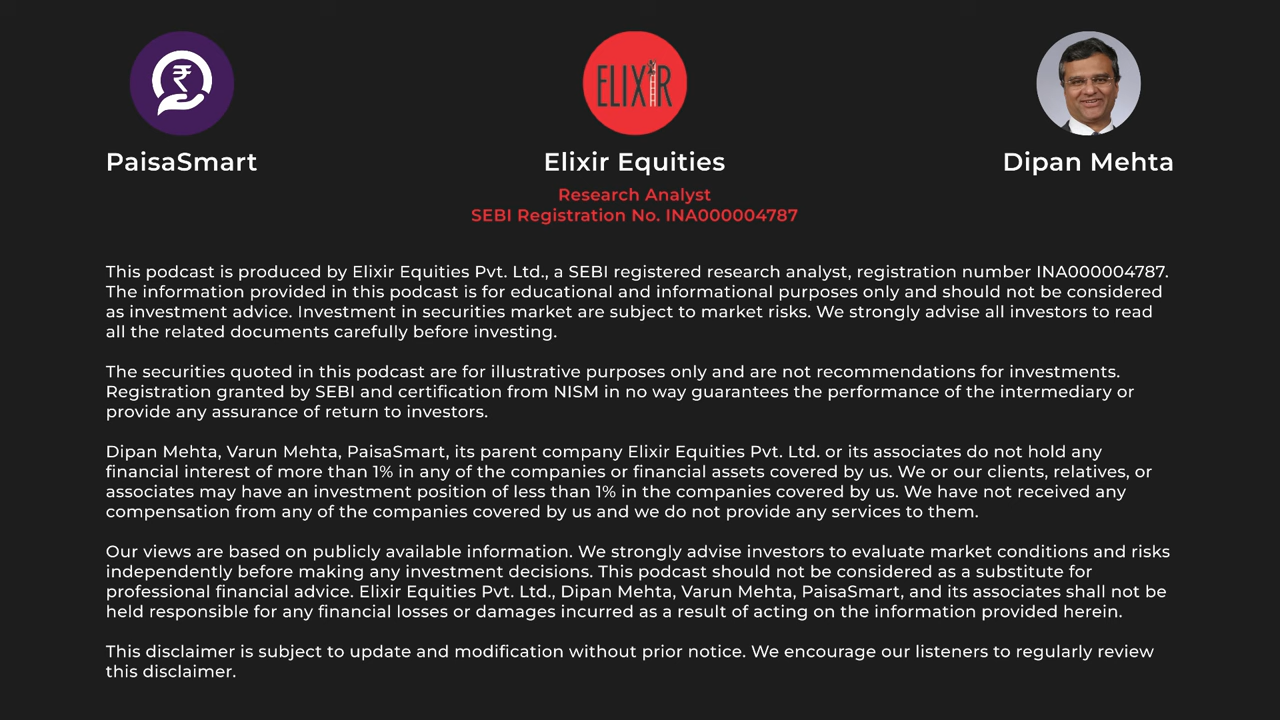 ₹
ELIXIR
PaisaSmart
Elixir Equities
Dipan Mehta
Research Analyst
SEBI Registration No. INA000004787
This podcast is produced by Elixir Equities Pvt. Ltd., a SEBI registered research analyst, registration number INA000004787.
The information provided in this podcast is for educational and informational purposes only and should not be considered
as investment advice. Investment in securities market are subject to market risks. We strongly advise all investors to read
all the related documents carefully before investing.
The securities quoted in this podcast are for illustrative purposes only and are not recommendations for investments.
Registration granted by SEBI and certification from NISM in no way guarantees the performance of the intermediary or
provide any assurance of return to investors.
Dipan Mehta, Varun Mehta, PaisaSmart, its parent company Elixir Equities Pvt. Ltd. or its associates do not hold any
financial interest of more than 1% in any of the companies or financial assets covered by us. We or our clients, relatives, or
associates may have an investment position of less than 1% in the companies covered by us. We have not received any
compensation from any of the companies covered by us and we do not provide any services to them.
Our views are based on publicly available information. We strongly advise investors to evaluate market conditions and risks
independently before making any investment decisions. This podcast should not be considered as a substitute for
professional financial advice. Elixir Equities Pvt. Ltd., Dipan Mehta, Varun Mehta, PaisaSmart, and its associates shall not be
held responsible for any financial losses or damages incurred as a result of acting on the information provided herein.
This disclaimer is subject to update and modification without prior notice. We encourage our listeners to regularly review
this disclaimer.